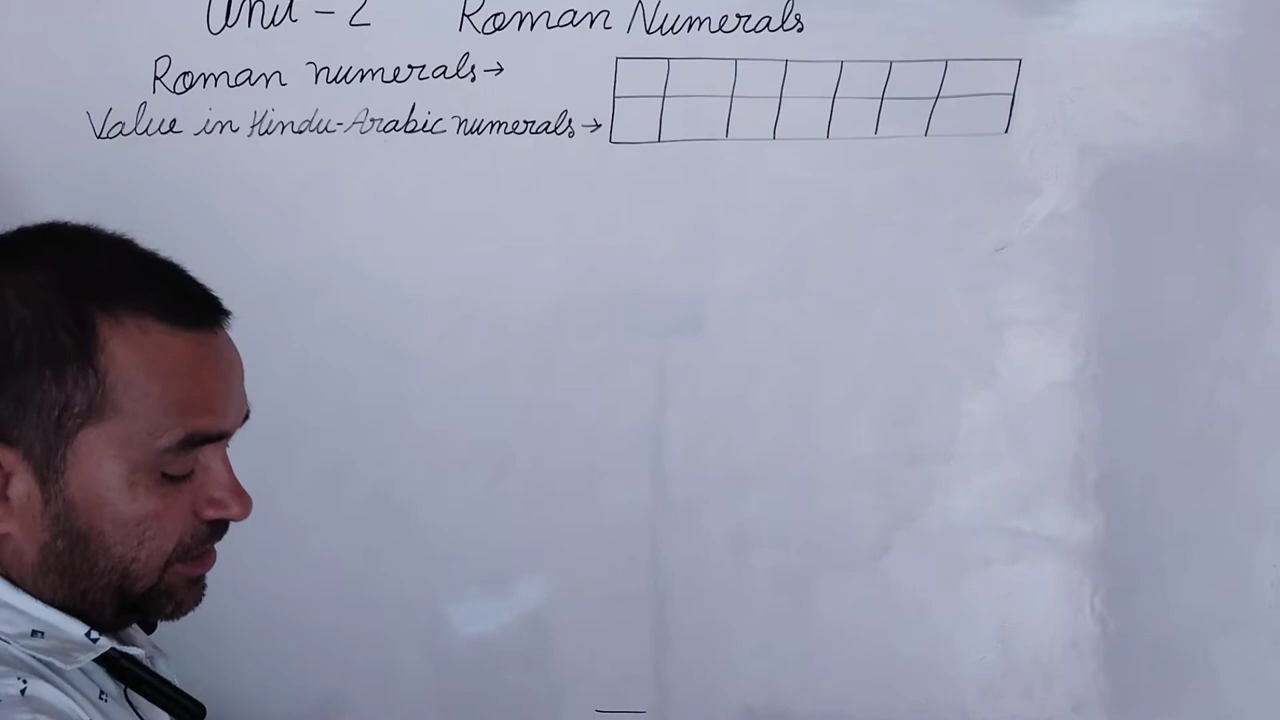 Unit - 2 Roman Numerals
Roman numerals→
Value in Hindu-Arabic numerals→